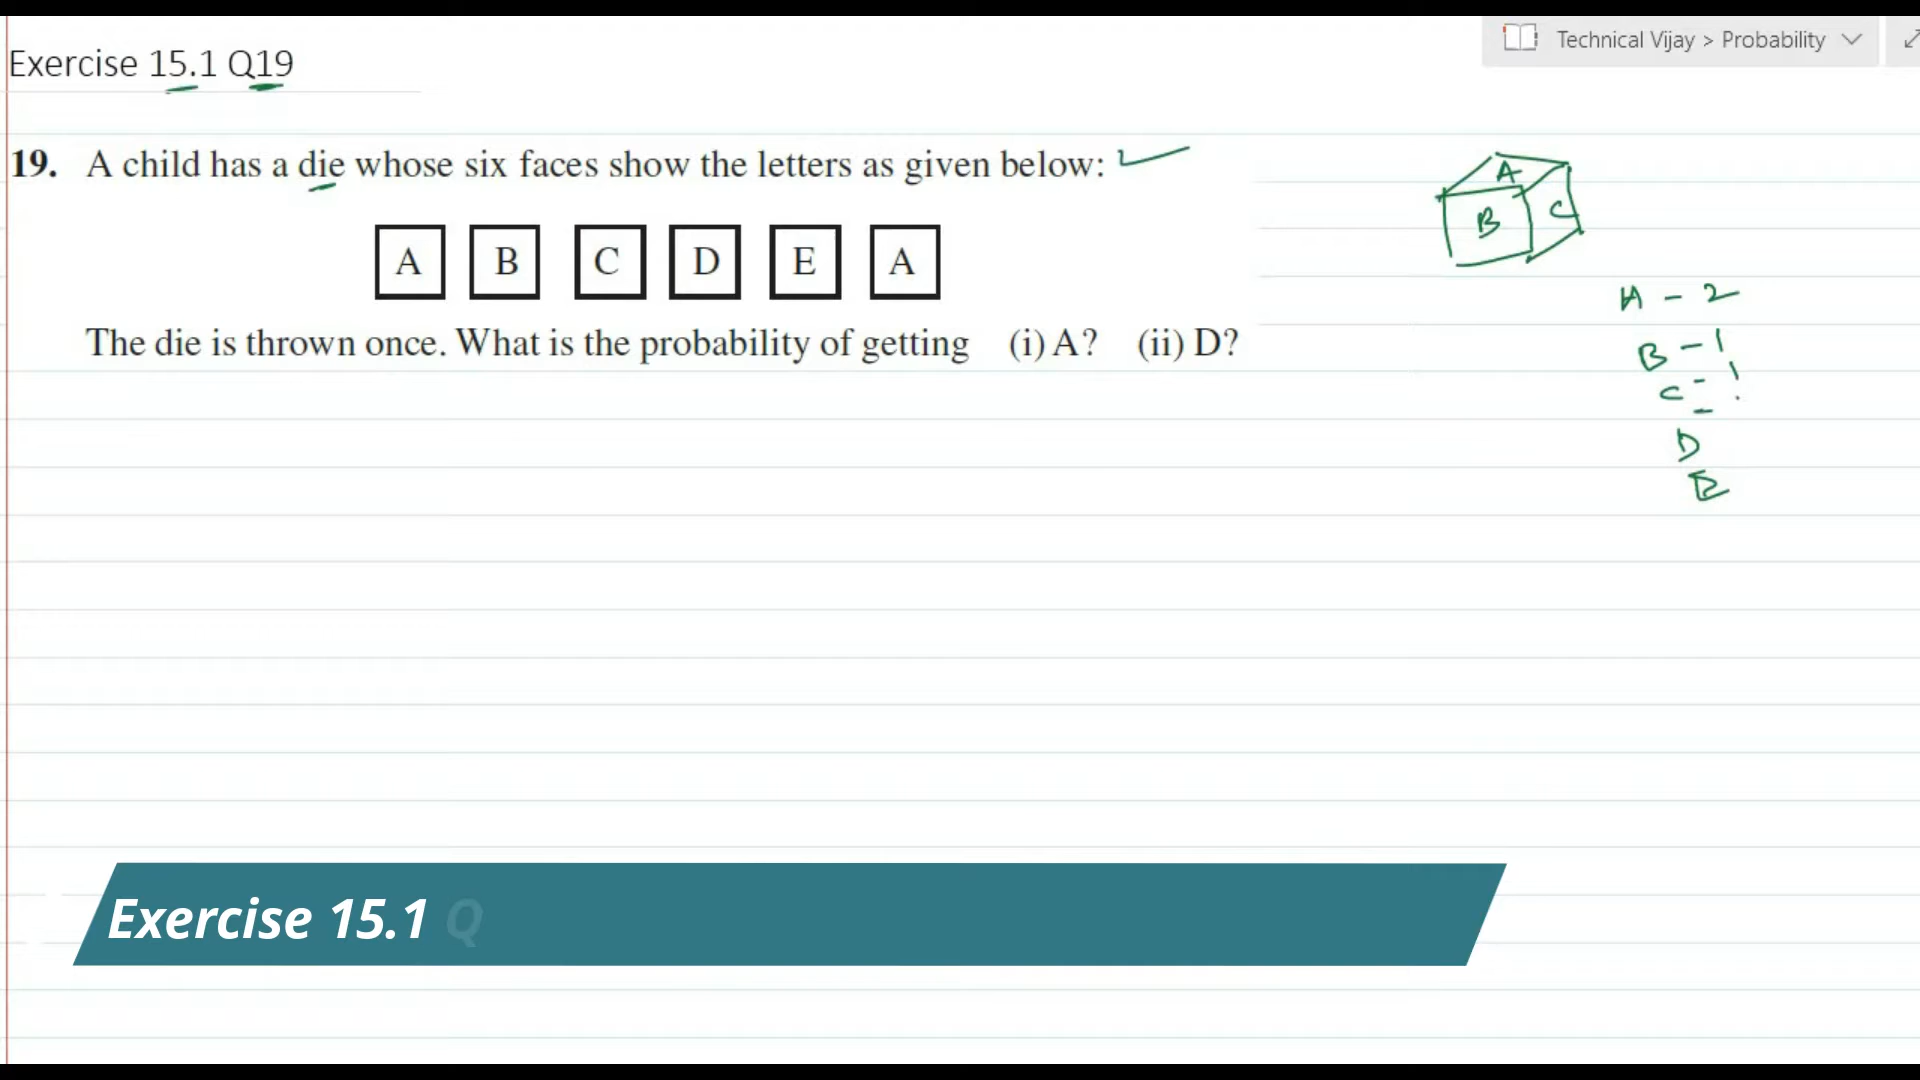 Technical Vijay > Probability
Exercise 15.1 Q19
19. A child has a die whose six faces show the letters as given below:
A B C D E A
The die is thrown once. What is the probability of getting (i) A? (ii) D?
A
B C
A - 2
B - 1
C - 1
D
E
Exercise 15.1 Q